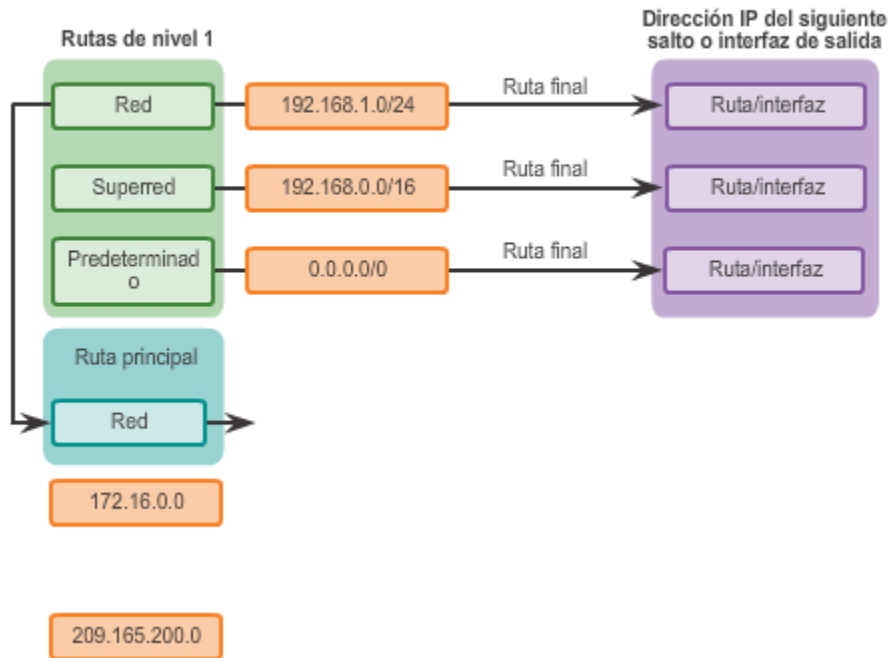 Rutas de nivel 1
Dirección IP del siguiente
salto o interfaz de salida
Red
192.168.1.0/24
Ruta final
Ruta/interfaz
Superred
192.168.0.0/16
Ruta final
Ruta/interfaz
Predeterminad
o
0.0.0.0/0
Ruta final
Ruta/interfaz
Ruta principal
Red
172.16.0.0
209.165.200.0